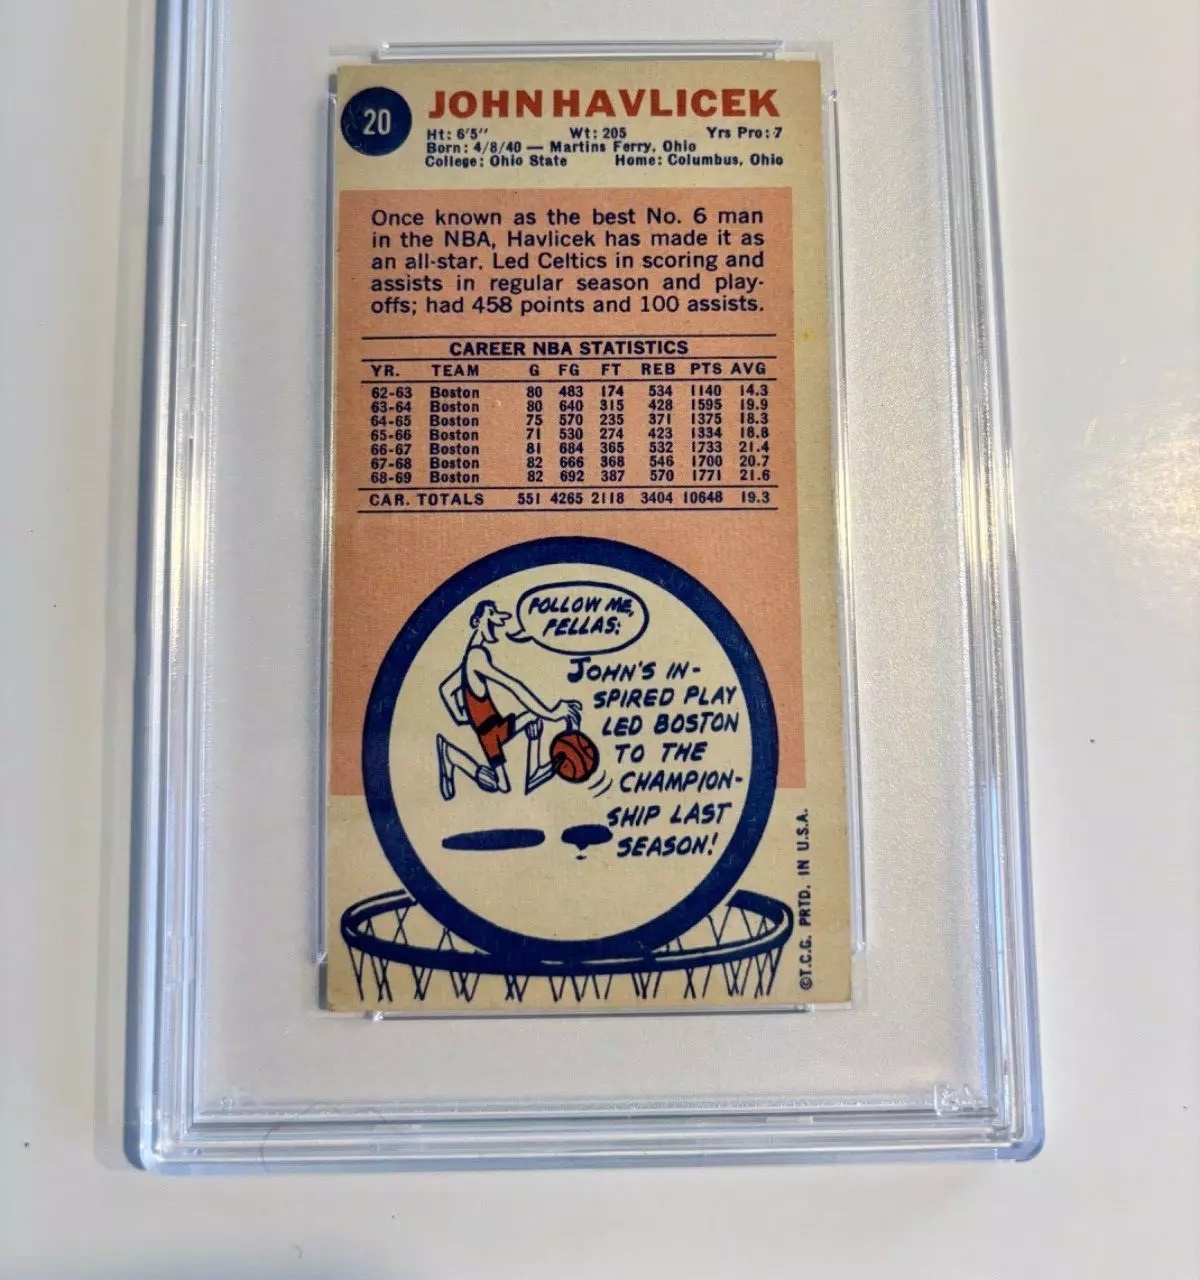 20 JOHN HAVLICEK
Ht: 6'5" Wt: 205 Yrs Pro: 7
Born: 4/8/40 — Martins Ferry, Ohio
College: Ohio State Home: Columbus, Ohio
Once known as the best No. 6 man
in the NBA, Havlicek has made it as
an all-star. Led Celtics in scoring and
assists in regular season and play-
offs; had 458 points and 100 assists.
CAREER NBA STATISTICS
YR. TEAM G FG FT REB PTS AVG
62-63 Boston 80 483 174 534 1140 14.3
63-64 Boston 80 640 315 428 1595 19.9
64-65 Boston 75 570 235 371 1375 18.3
65-66 Boston 71 530 274 423 1334 18.8
66-67 Boston 81 684 365 532 1733 21.4
67-68 Boston 82 666 368 546 1700 20.7
68-69 Boston 82 692 387 570 1771 21.6
CAR. TOTALS 551 4265 2118 3404 10648 19.3
FOLLOW ME,
FELLAS!
JOHN'S IN-
SPIRED PLAY
LED BOSTON
TO THE
CHAMPION-
SHIP LAST
SEASON!
©T.C.G. PRTD. IN U.S.A.